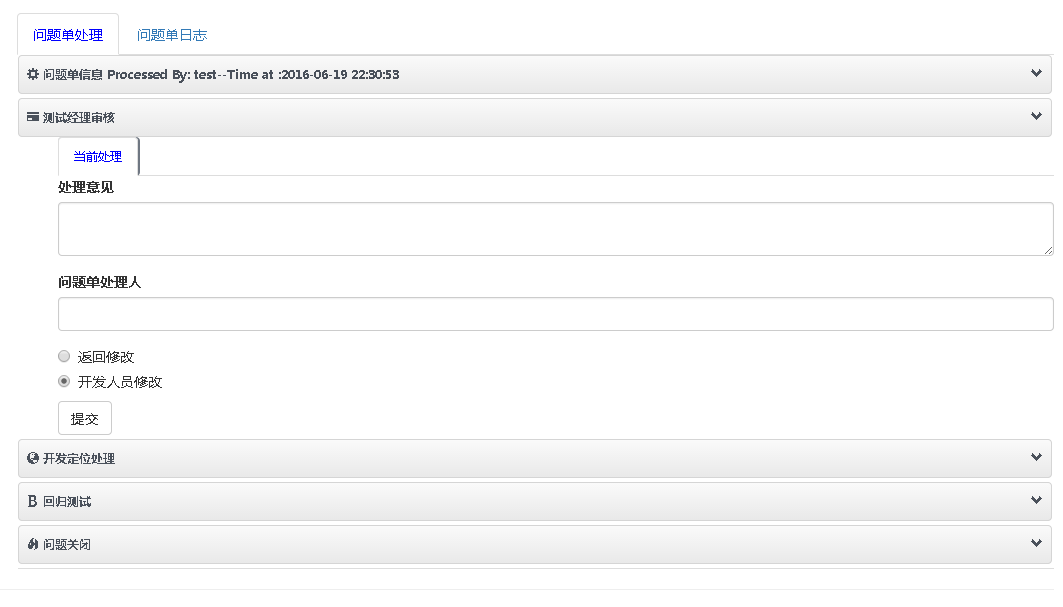 问题单处理 问题单日志
问题单信息 Processed By: test--Time at :2016-06-19 22:30:53
测试经理审核
当前处理
处理意见
问题单处理人
返回修改
开发人员修改
提交
开发定位处理
回归测试
问题关闭